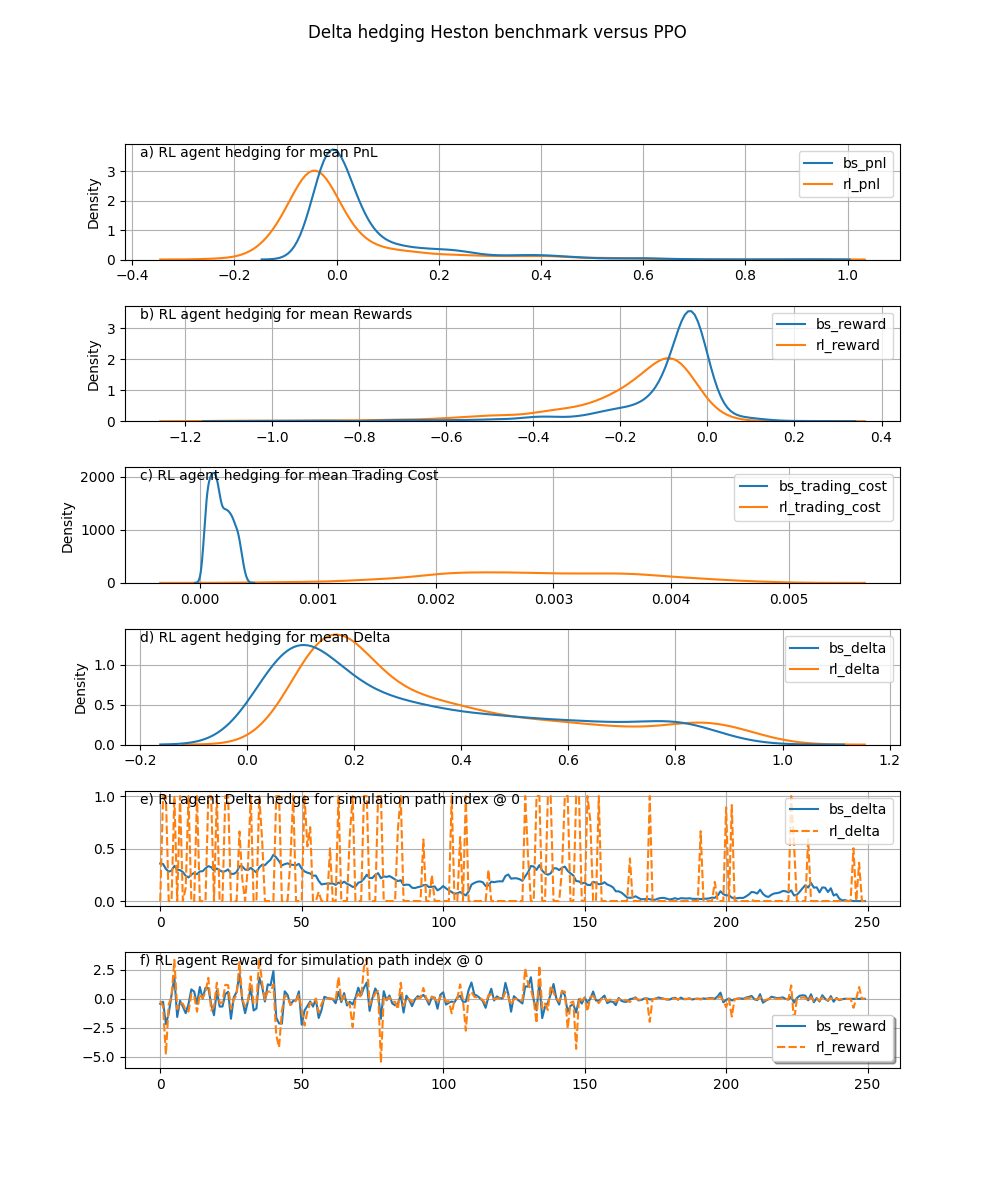 Delta hedging Heston benchmark versus PPO
a) RL agent hedging for mean PnL
bs_pnl
rl_pnl
Density
3
2
1
0
−0.4 −0.2 0.0 0.2 0.4 0.6 0.8 1.0
b) RL agent hedging for mean Rewards
bs_reward
rl_reward
Density
3
2
1
0
−1.2 −1.0 −0.8 −0.6 −0.4 −0.2 0.0 0.2 0.4
c) RL agent hedging for mean Trading Cost
bs_trading_cost
rl_trading_cost
Density
2000
1000
0
0.000 0.001 0.002 0.003 0.004 0.005
d) RL agent hedging for mean Delta
bs_delta
rl_delta
Density
1.0
0.5
0.0
−0.2 0.0 0.2 0.4 0.6 0.8 1.0 1.2
e) RL agent Delta hedge for simulation path index @ 0
bs_delta
rl_delta
1.0
0.5
0.0
0 50 100 150 200 250
f) RL agent Reward for simulation path index @ 0
2.5
0.0
−2.5
−5.0
bs_reward
rl_reward
0 50 100 150 200 250